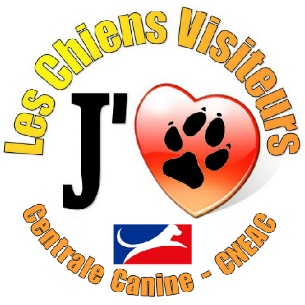 Les Chiens Visiteurs
J'
Centrale Canine - CNEAC